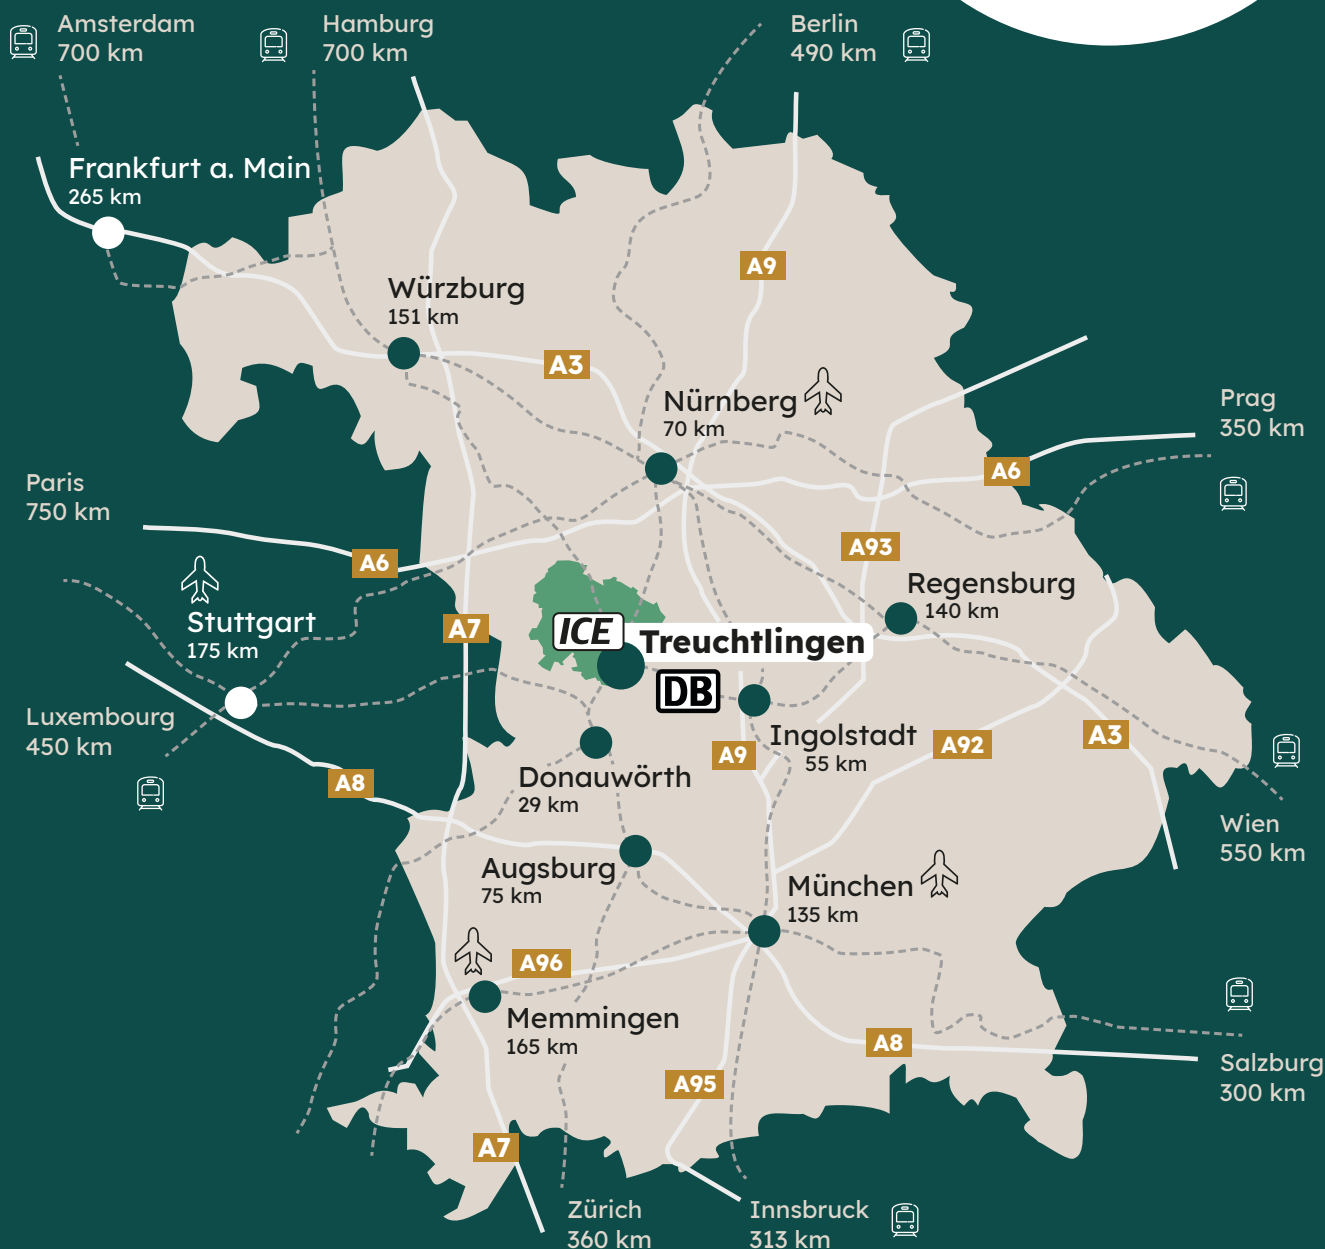 Amsterdam
700 km
Hamburg
700 km
Berlin
490 km
Frankfurt a. Main
265 km
A9
Würzburg
151 km
A3
Nürnberg
70 km
Prag
350 km
A6
Paris
750 km
A6
A93
Regensburg
140 km
Stuttgart
175 km
A7
ICE
Treuchtlingen
DB
Luxembourg
450 km
A8
Donauwörth
29 km
A9
Ingolstadt
55 km
A92
A3
Wien
550 km
Augsburg
75 km
München
135 km
A96
Memmingen
165 km
A8
Salzburg
300 km
A95
A7
Zürich
360 km
Innsbruck
313 km